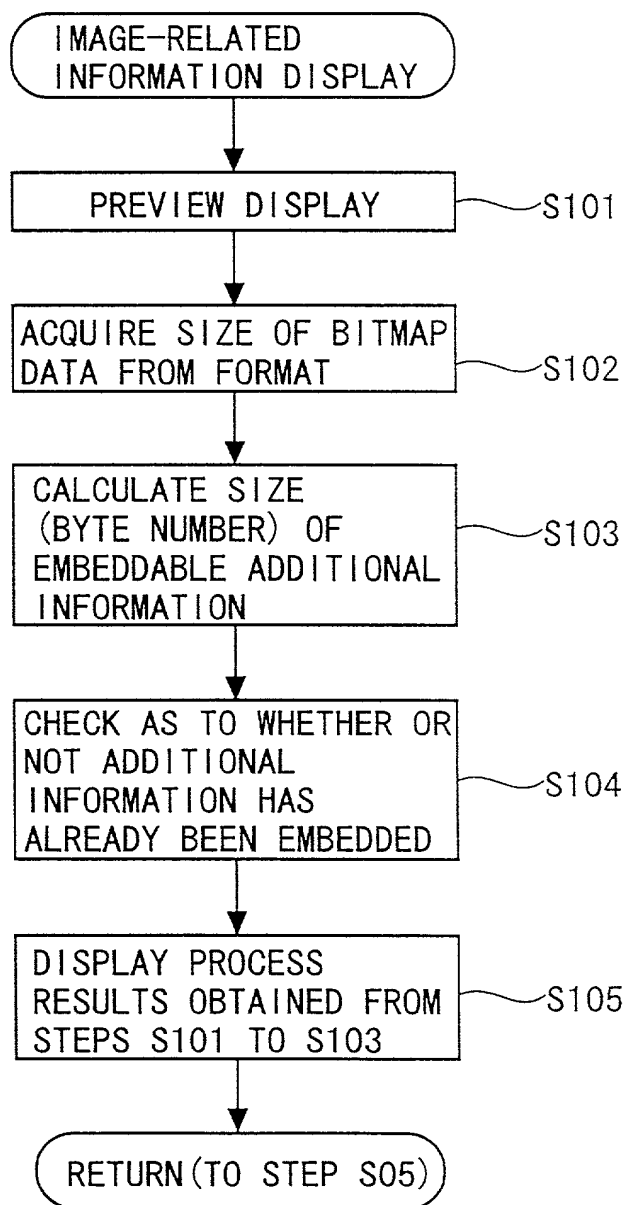 IMAGE-RELATED
INFORMATION DISPLAY
PREVIEW DISPLAY
S101
ACQUIRE SIZE OF BITMAP
DATA FROM FORMAT
S102
CALCULATE SIZE
(BYTE NUMBER) OF
EMBEDDABLE ADDITIONAL
INFORMATION
S103
CHECK AS TO WHETHER OR
NOT ADDITIONAL
INFORMATION HAS
ALREADY BEEN EMBEDDED
S104
DISPLAY PROCESS
RESULTS OBTAINED FROM
STEPS S101 TO S103
S105
RETURN(TO STEP S05)